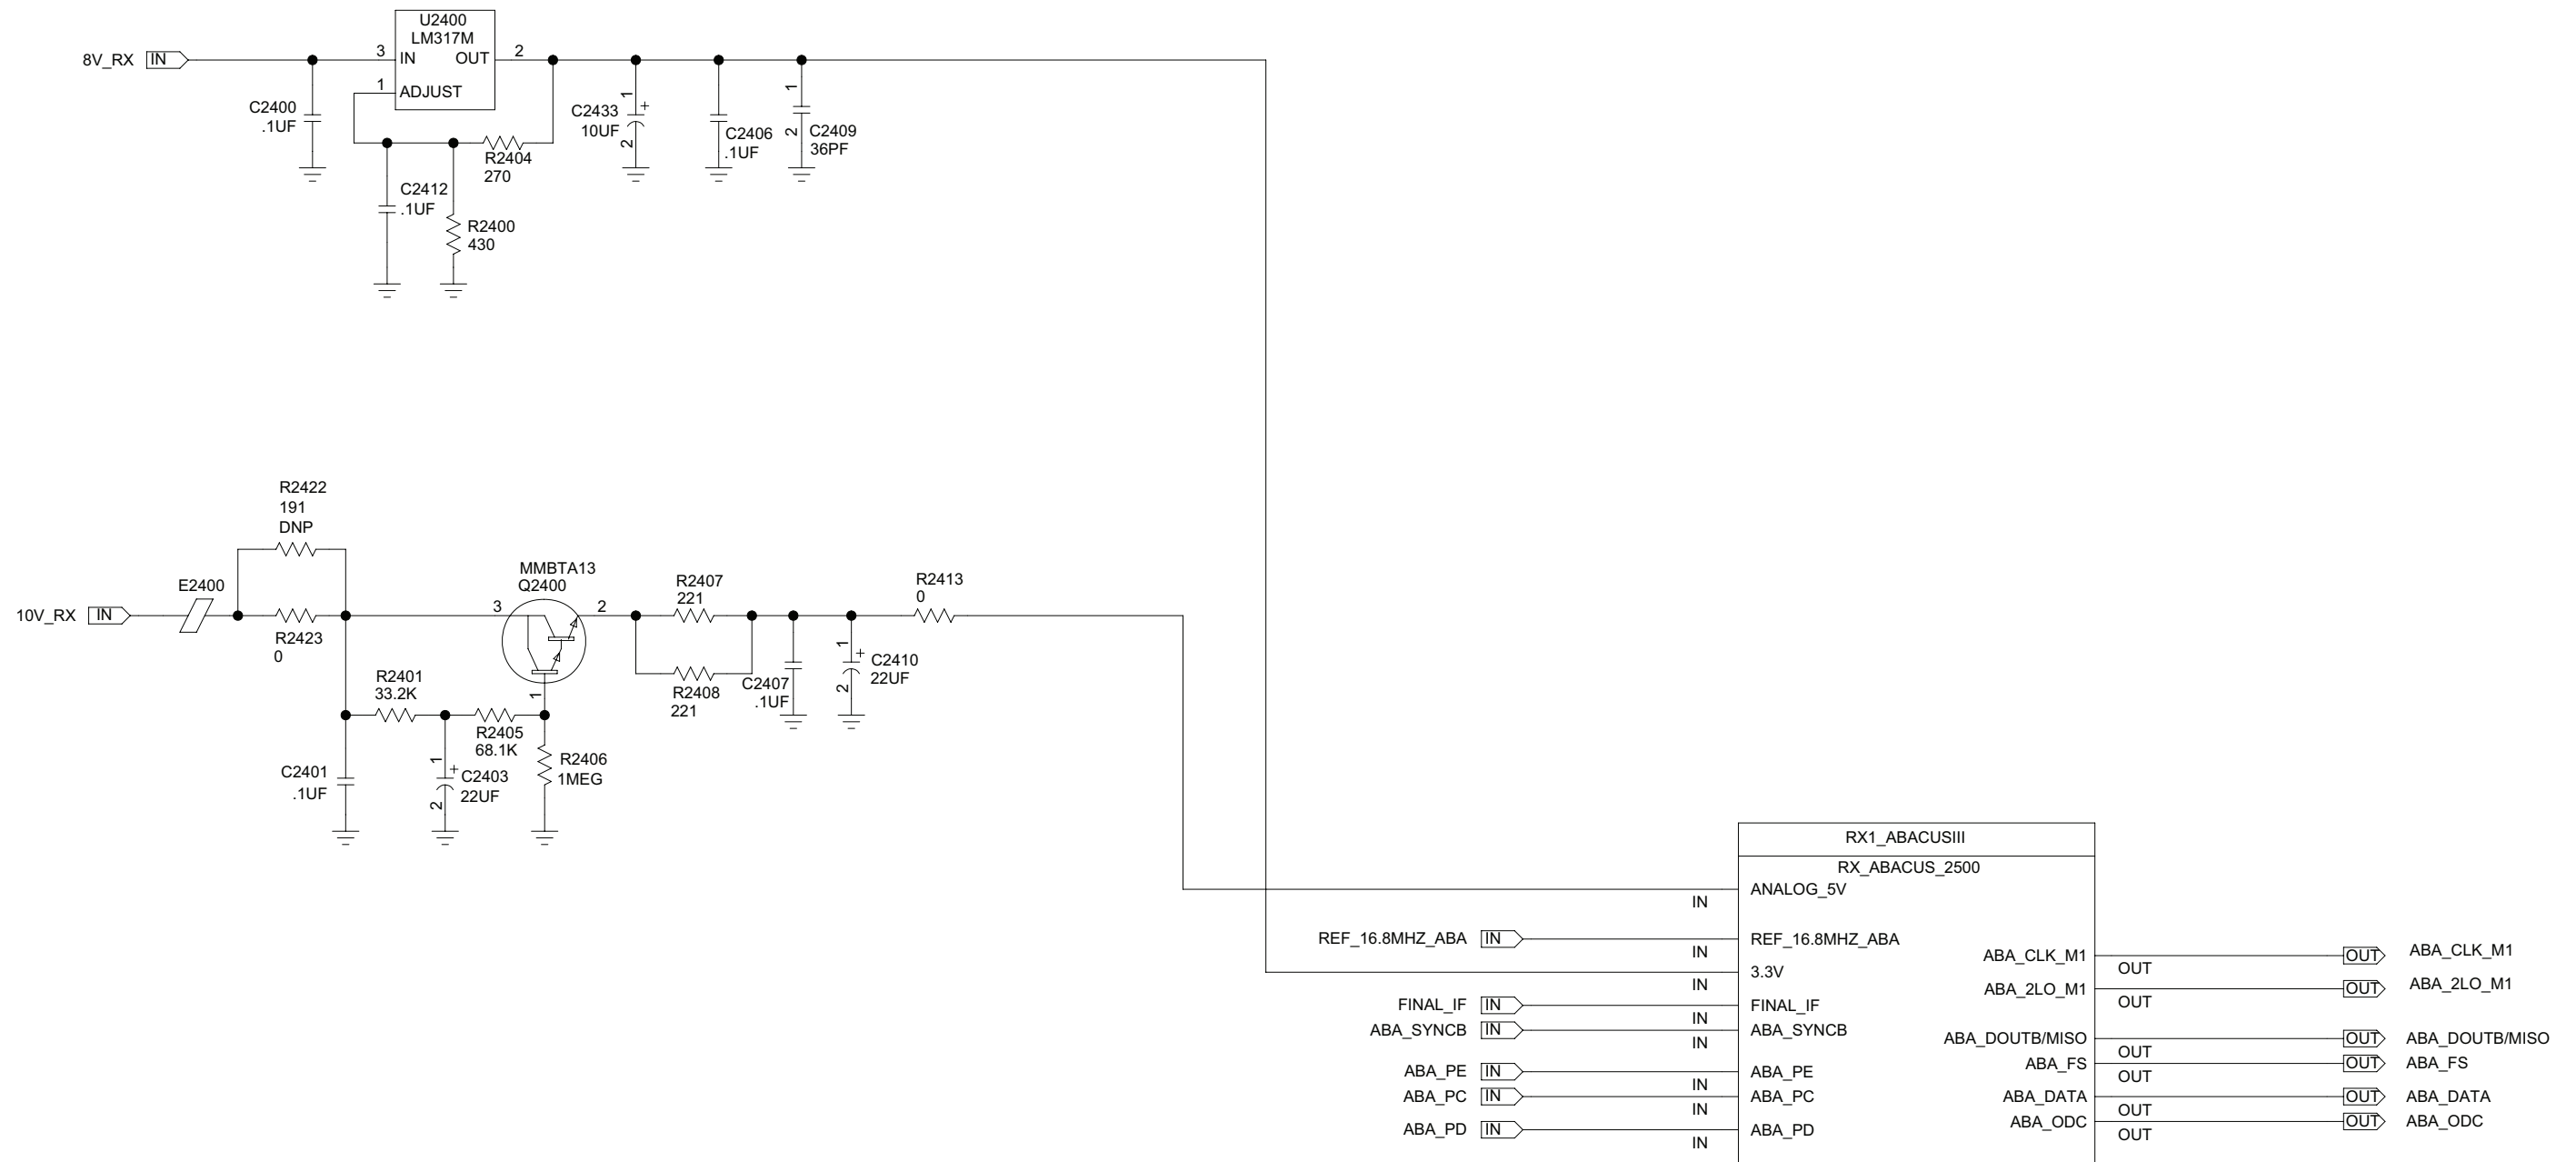 U2400
LM317M
8V_RX IN
3 IN OUT 2
1 ADJUST
C2400
.1UF
R2404
270
C2412
.1UF
R2400
430
1
C2433 +
10UF
2
C2406
.1UF
1
2 C2409
36PF
R2422
191
DNP
E2400
10V_RX IN
R2423
0
MMBTA13
Q2400
3 2
1
R2401
33.2K
R2405
68.1K
R2406
1MEG
C2401
.1UF
1
+ C2403
2 22UF
R2407
221
R2408
221
C2407
.1UF
1
+ C2410
2 22UF
R2413
0
RX1_ABACUSIII
RX_ABACUS_2500
ANALOG_5V
IN
REF_16.8MHZ_ABA IN REF_16.8MHZ_ABA
IN
3.3V
IN
FINAL_IF IN FINAL_IF
IN
ABA_SYNCB IN ABA_SYNCB
IN
ABA_PE IN ABA_PE
IN
ABA_PC IN ABA_PC
IN
ABA_PD IN ABA_PD
IN
ABA_CLK_M1 OUT ABA_CLK_M1
OUT
ABA_2LO_M1 OUT ABA_2LO_M1
OUT
ABA_DOUTB/MISO OUT ABA_DOUTB/MISO
OUT
ABA_FS OUT ABA_FS
OUT
ABA_DATA OUT ABA_DATA
OUT
ABA_ODC OUT ABA_ODC
OUT